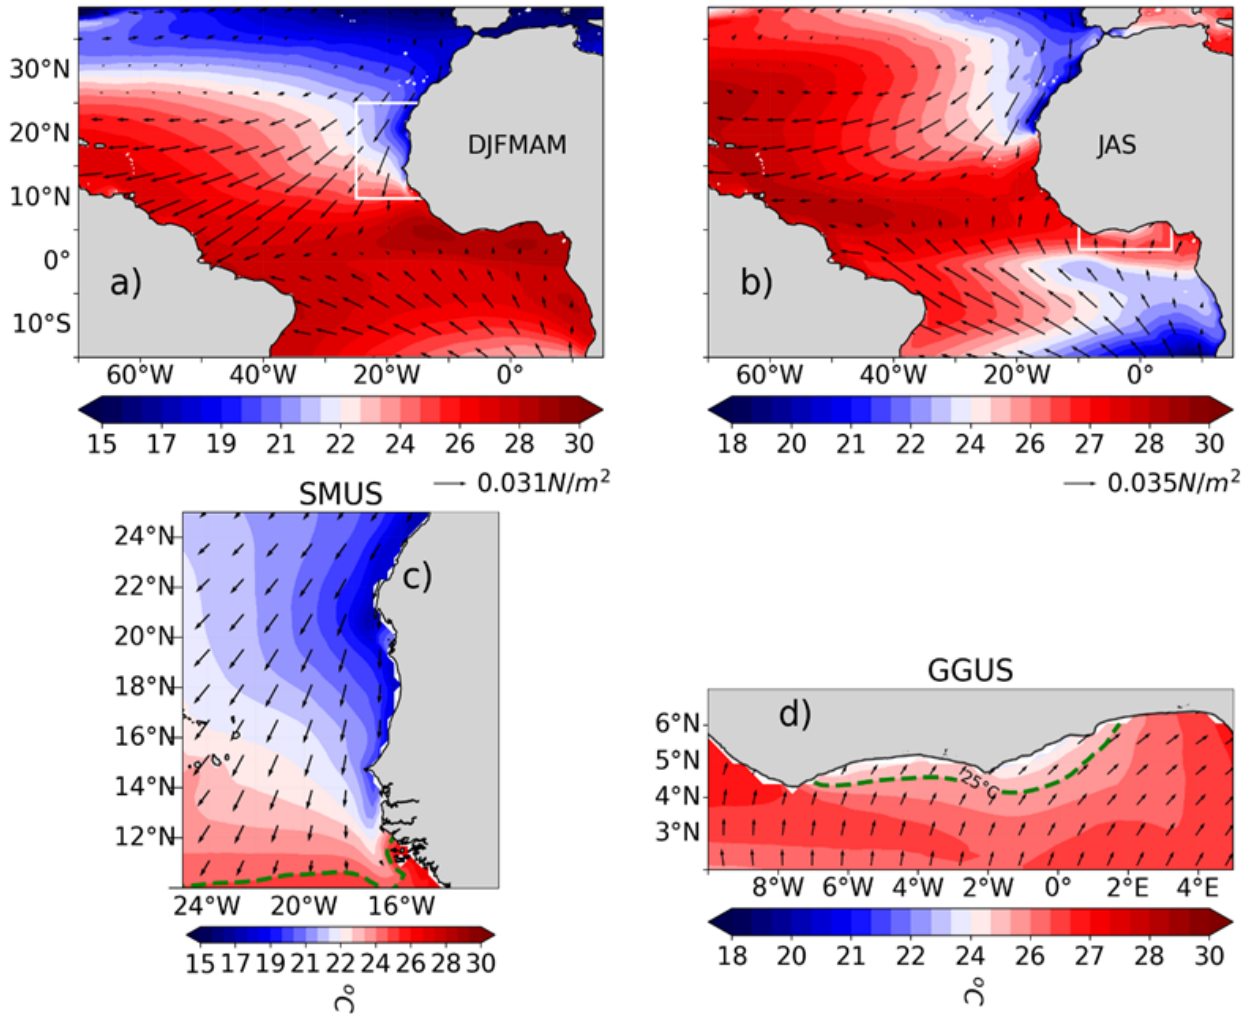 30°N
20°N
10°N
0°
10°S
DJFMAM
a)
60°W 40°W 20°W 0°
15 17 19 21 22 24 26 28 30
0.031N/m²
JAS
b)
60°W 40°W 20°W 0°
18 20 21 22 24 26 27 28 30
0.035N/m²
SMUS
24°N
22°N
20°N
18°N
16°N
14°N
12°N
c)
24°W 20°W 16°W
15 17 19 21 22 24 26 28 30
°C
GGUS
6°N
5°N
4°N
3°N
d)
25°C
8°W 6°W 4°W 2°W 0° 2°E 4°E
18 20 21 22 24 26 27 28 30
°C